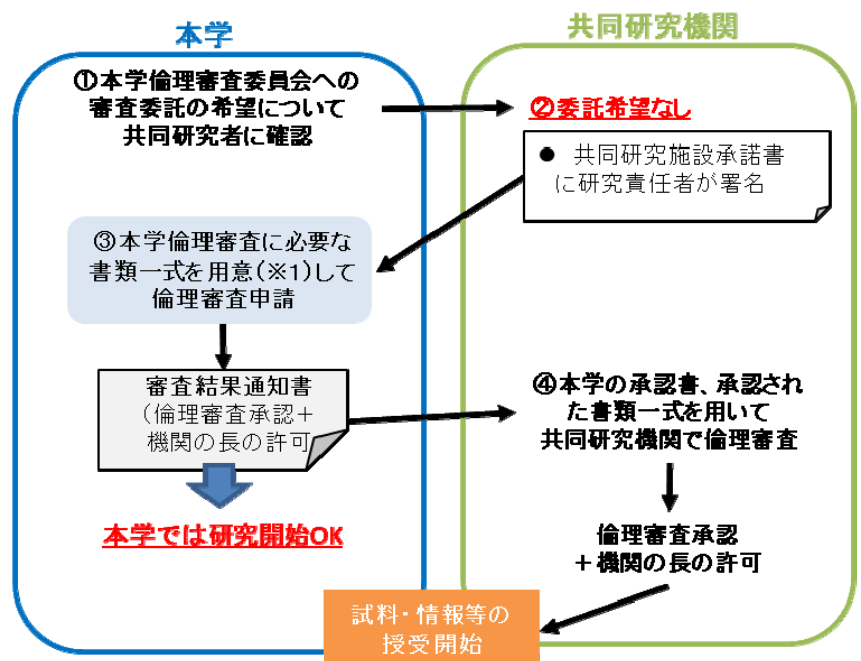 本学
共同研究機関
①本学倫理審査委員会への
審査委託の希望について
共同研究者に確認
②委託希望なし
● 共同研究施設承諾書
に研究責任者が署名
③本学倫理審査に必要な
書類一式を用意(※1)して
倫理審査申請
審査結果通知書
(倫理審査承認+
機関の長の許可
本学では研究開始OK
④本学の承認書、承認され
た書類一式を用いて
共同研究機関で倫理審査
倫理審査承認
+機関の長の許可
試料・情報等の
授受開始